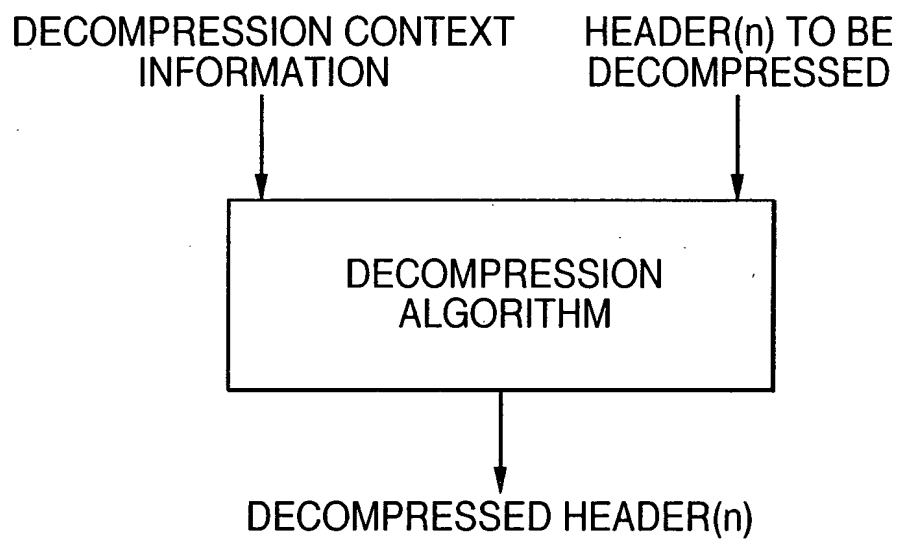 DECOMPRESSION CONTEXT
INFORMATION
HEADER(n) TO BE
DECOMPRESSED
DECOMPRESSION
ALGORITHM
DECOMPRESSED HEADER(n)